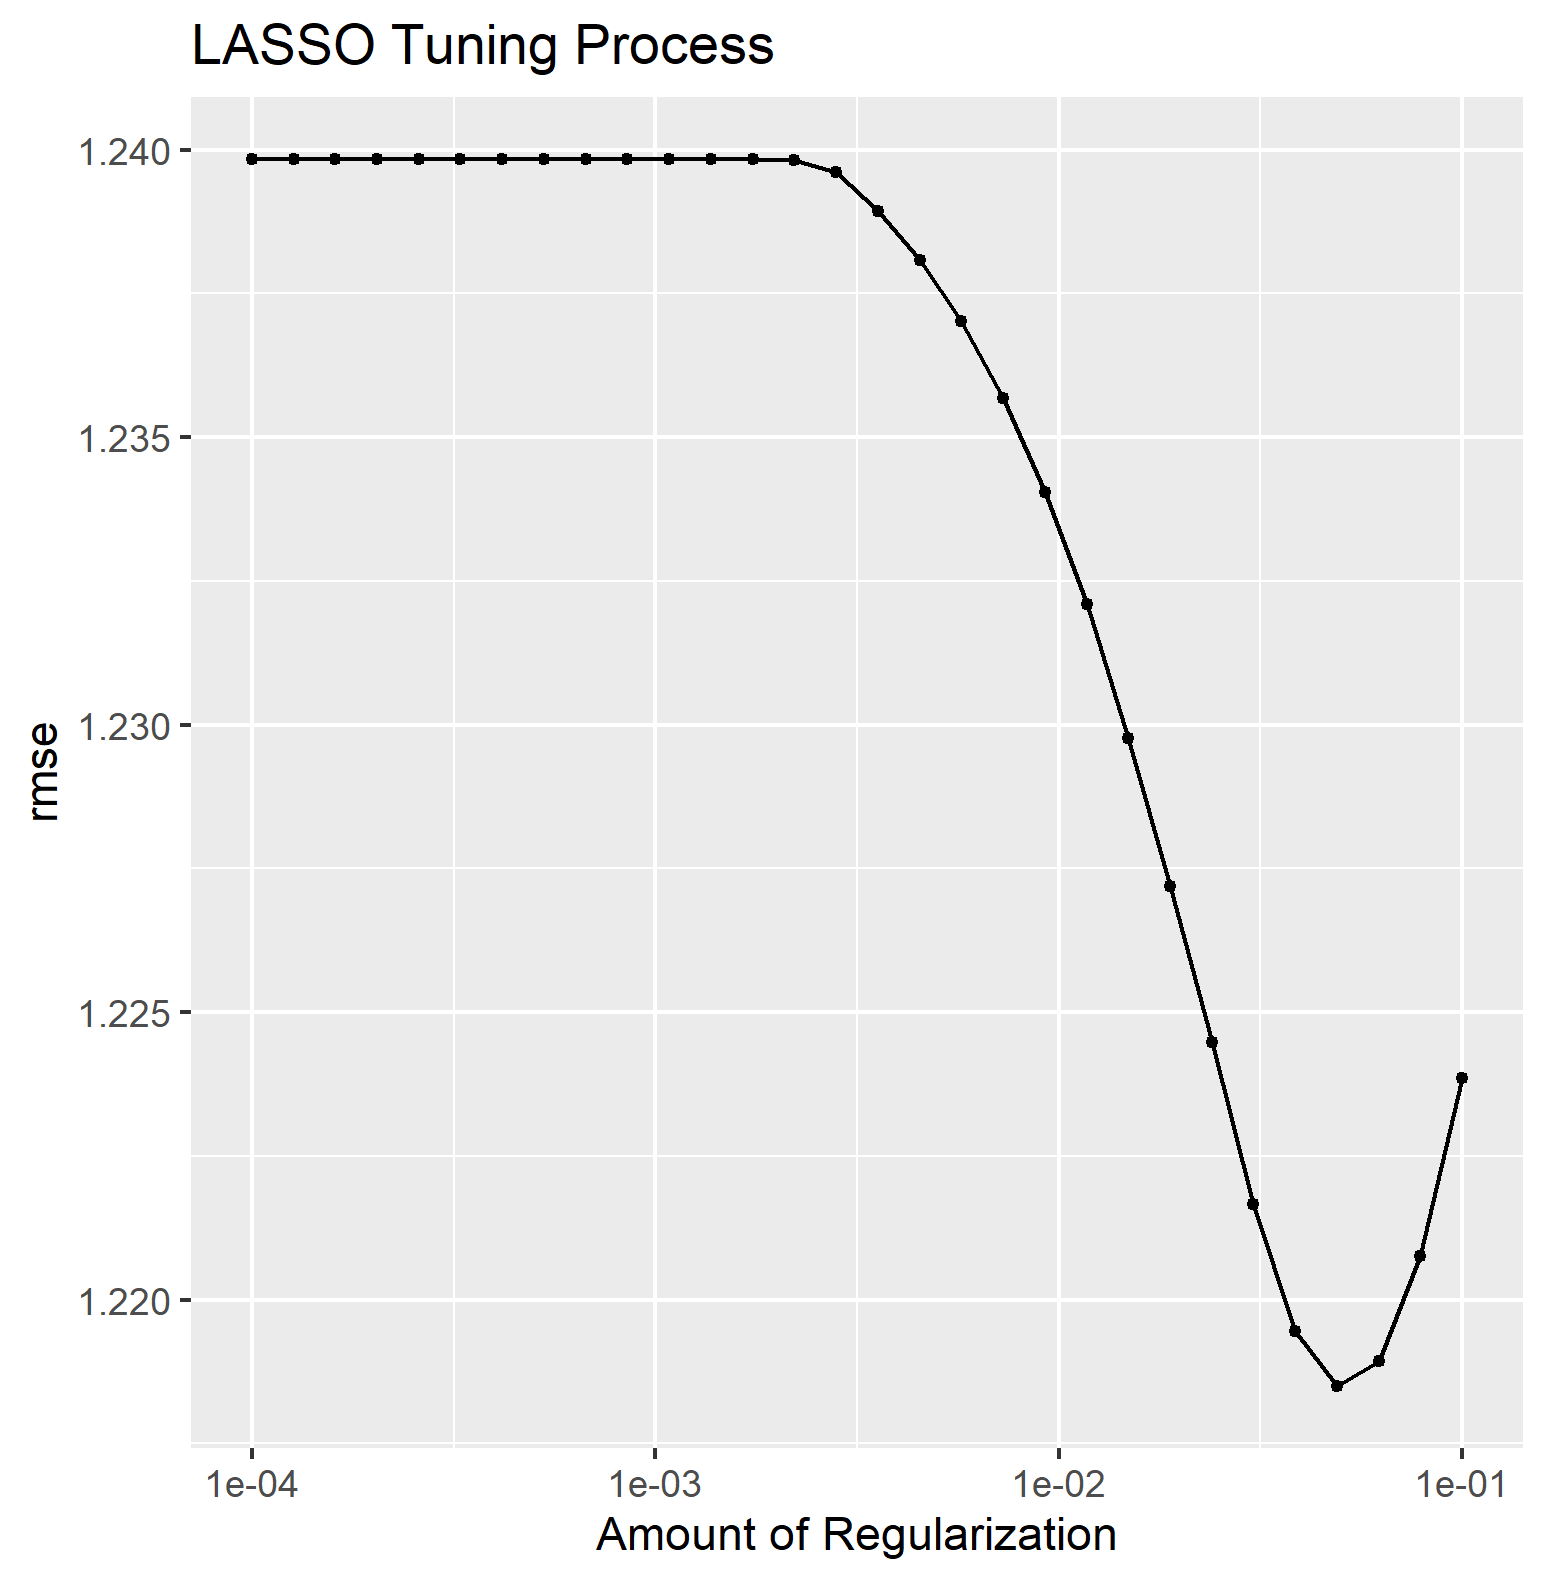 LASSO Tuning Process
1.240
1.235
1.230
1.225
1.220
rmse
1e-04 1e-03 1e-02 1e-01
Amount of Regularization